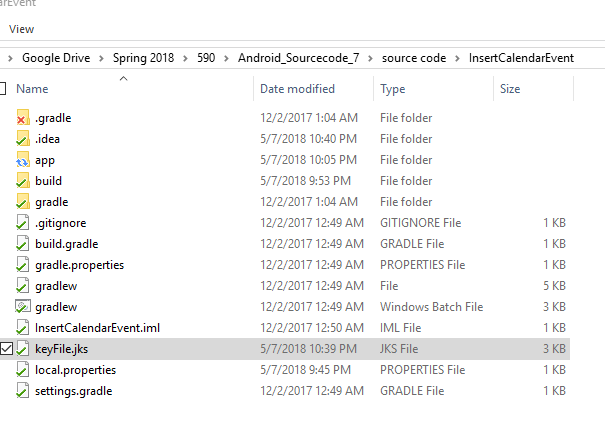 arEvent
View
Google Drive > Spring 2018 > 590 > Android_Sourcecode_7 > source code > InsertCalendarEvent
Name Date modified Type Size
.gradle 12/2/2017 1:04 AM File folder
.idea 5/7/2018 10:40 PM File folder
app 5/7/2018 10:05 PM File folder
build 5/7/2018 9:53 PM File folder
gradle 12/2/2017 1:04 AM File folder
.gitignore 12/2/2017 12:49 AM GITIGNORE File 1 KB
build.gradle 12/2/2017 12:49 AM GRADLE File 1 KB
gradle.properties 12/2/2017 12:49 AM PROPERTIES File 1 KB
gradlew 12/2/2017 12:49 AM File 5 KB
gradlew 12/2/2017 12:49 AM Windows Batch File 3 KB
InsertCalendarEvent.iml 12/2/2017 12:50 AM IML File 1 KB
keyFile.jks 5/7/2018 10:39 PM JKS File 3 KB
local.properties 5/7/2018 9:45 PM PROPERTIES File 1 KB
settings.gradle 12/2/2017 12:49 AM GRADLE File 1 KB